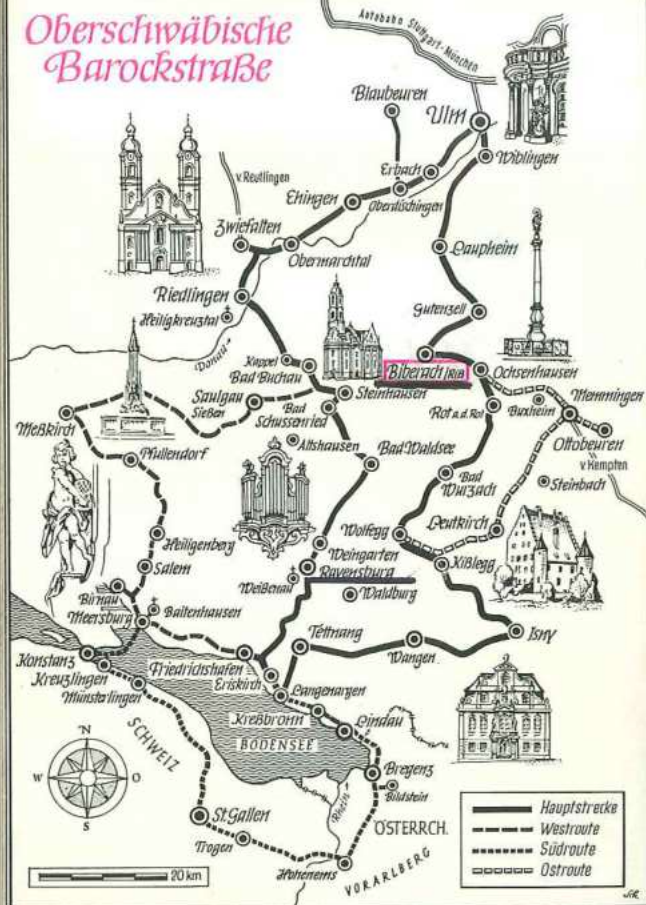 Oberschwäbische
Barockstraße
Autobahn Stuttgart-München
Blaubeuren
Ulm
Wiblingen
Erbach
v. Reutlingen
Ehingen
Oberdischingen
Zwiefalten
Obermarchtal
Laupheim
Riedlingen
Heiligkreuztal
Gutenzell
Donau
Kappel
Bad Buchau
Biberach
Ochsenhausen
Saulgau
Sießen
Steinhausen
Bad
Schussenried
Rot a.d. Rot
Buxheim
Memmingen
Meßkirch
Altshausen
Bad Waldsee
Ottobeuren
v. Kempten
Pfullendorf
Bad
Wurzach
Steinbach
Heiligenberg
Wolfegg
Leutkirch
Salem
Weingarten
Kißlegg
Weißenau
Ravensburg
Waldburg
Birnau
Meersburg
Baitenhausen
Isny
Tettnang
Wangen
Konstanz
Kreuzlingen
Münsterlingen
Friedrichshafen
Eriskirch
Langenargen
Kreßbronn
Lindau
BODENSEE
SCHWEIZ
N
W
O
S
Bregenz
Bildstein
Rhein
St. Gallen
ÖSTERRCH.
Trogen
Hohenems
VORARLBERG
20 km
Hauptstrecke
Westroute
Südroute
Ostroute